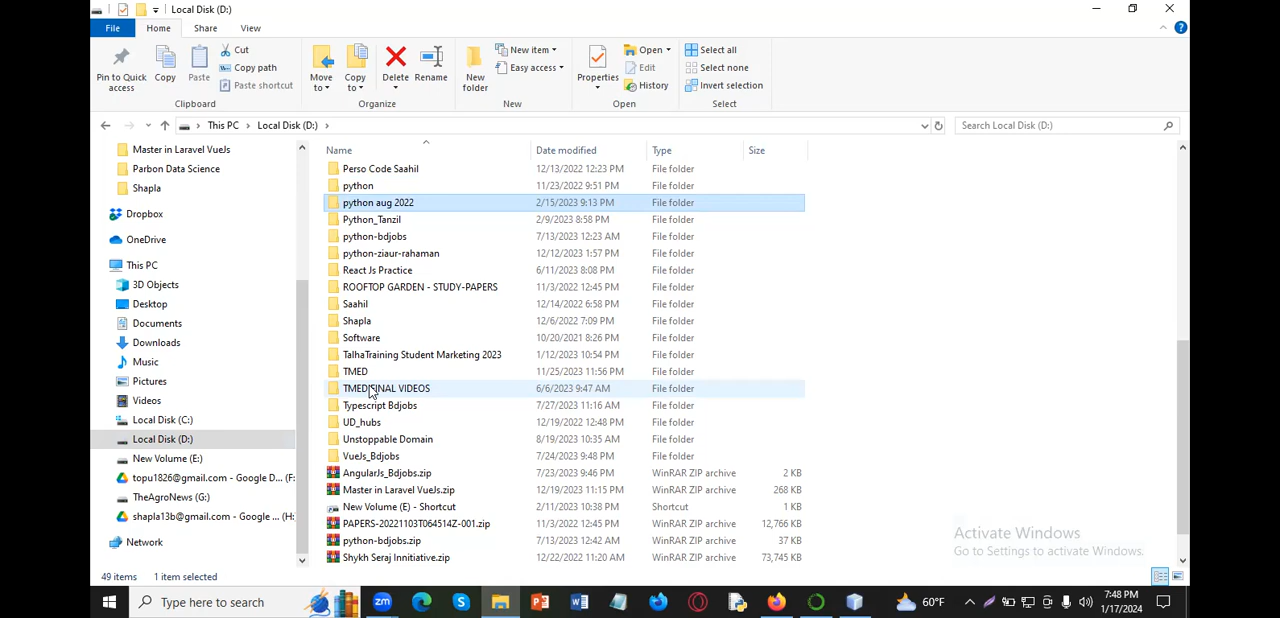 Local Disk (D:)
File Home Share View
Pin to Quick access
Copy
Paste
Cut
Copy path
Paste shortcut
Clipboard
Move to
Copy to
Delete
Rename
Organize
New folder
New item
Easy access
New
Properties
Open
Edit
History
Open
Select all
Select none
Invert selection
Select
This PC > Local Disk (D:) >
Search Local Disk (D:)
Master in Laravel VueJs
Parbon Data Science
Shapla
Dropbox
OneDrive
This PC
3D Objects
Desktop
Documents
Downloads
Music
Pictures
Videos
Local Disk (C:)
Local Disk (D:)
New Volume (E:)
topu1826@gmail.com - Google D... (F:
TheAgroNews (G:)
shapla13b@gmail.com - Google ... (H:
Network
Name Date modified Type Size
Perso Code Saahil 12/13/2022 12:23 PM File folder
python 11/23/2022 9:51 PM File folder
python aug 2022 2/15/2023 9:13 PM File folder
Python_Tanzil 2/9/2023 8:58 PM File folder
python-bdjobs 7/13/2023 12:23 AM File folder
python-ziaur-rahaman 12/12/2023 1:57 PM File folder
React Js Practice 6/11/2023 8:08 PM File folder
ROOFTOP GARDEN - STUDY-PAPERS 11/3/2022 12:45 PM File folder
Saahil 12/14/2022 6:58 PM File folder
Shapla 12/6/2022 7:09 PM File folder
Software 10/20/2021 8:26 PM File folder
TalhaTraining Student Marketing 2023 1/12/2023 10:54 PM File folder
TMED 11/25/2023 11:56 PM File folder
TMED FINAL VIDEOS 6/6/2023 9:47 AM File folder
Typescript Bdjobs 7/27/2023 11:16 AM File folder
UD_hubs 12/19/2022 12:48 PM File folder
Unstoppable Domain 8/19/2023 10:35 AM File folder
VueJs_Bdjobs 7/24/2023 9:48 PM File folder
AngularJs_Bdjobs.zip 7/23/2023 9:46 PM WinRAR ZIP archive 2 KB
Master in Laravel VueJs.zip 12/19/2023 11:15 PM WinRAR ZIP archive 268 KB
New Volume (E) - Shortcut 2/11/2023 10:38 PM Shortcut 1 KB
PAPERS-20221103T064514Z-001.zip 11/3/2022 12:45 PM WinRAR ZIP archive 12,766 KB
python-bdjobs.zip 7/13/2023 12:42 AM WinRAR ZIP archive 37 KB
Shykh Seraj Innitiative.zip 12/22/2022 11:20 AM WinRAR ZIP archive 73,745 KB
Activate Windows
Go to Settings to activate Windows.
49 items 1 item selected
Type here to search
60°F
7:48 PM
1/17/2024